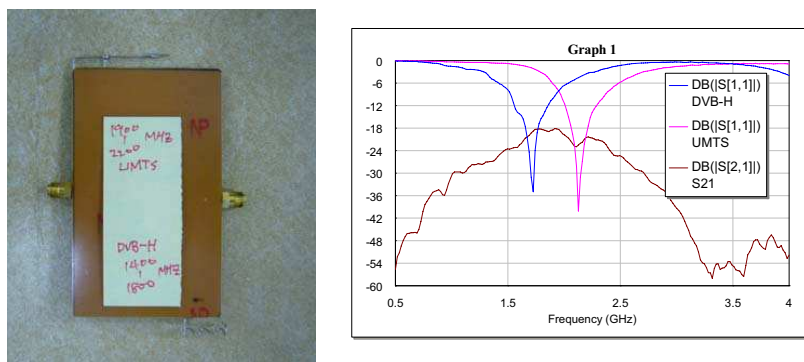 1900
MHZ
2200
UMTS
DVB-H
1400
MHZ
1800
Graph 1
0
-6
-12
-18
-24
-30
-36
-42
-48
-54
-60
0.5
1.5
2.5
3.5
4
Frequency (GHz)
DB(|S[1,1]|)
DVB-H
DB(|S[1,1]|)
UMTS
DB(|S[2,1]|)
S21